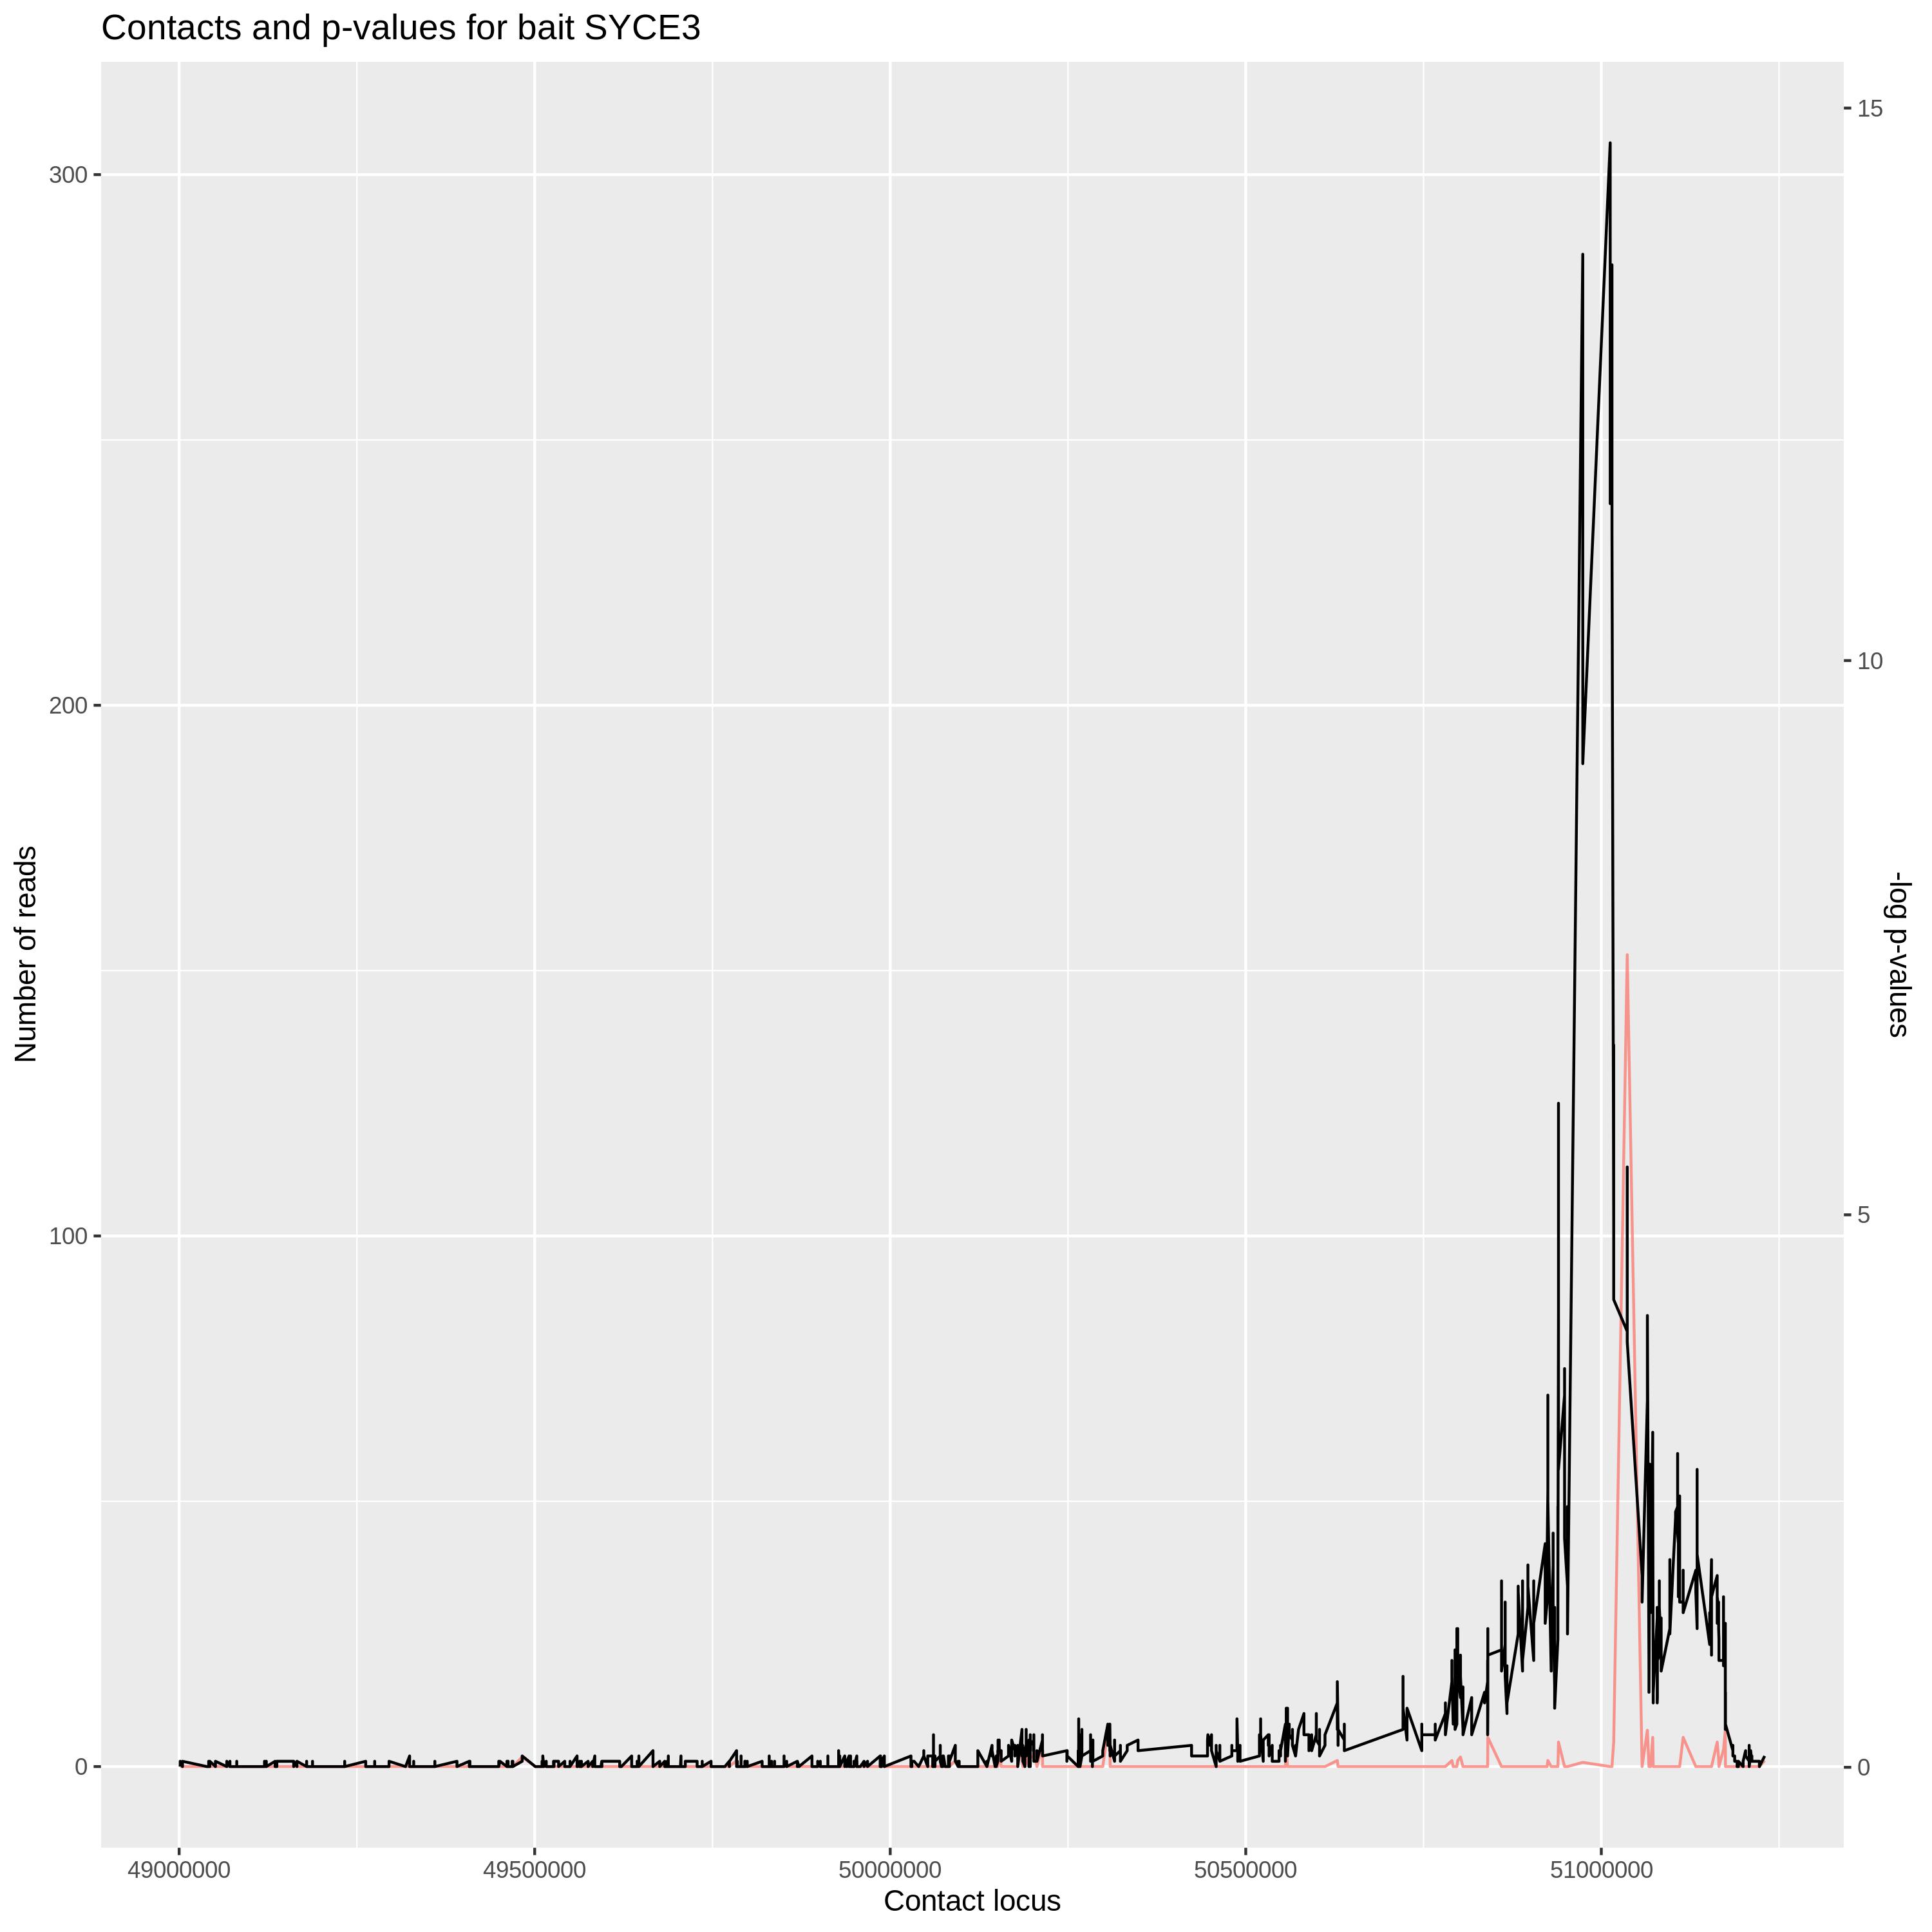 Contacts and p-values for bait SYCE3
300
200
100
0
Number of reads
15
10
5
0
-log p-values
49000000 49500000 50000000 50500000 51000000
Contact locus